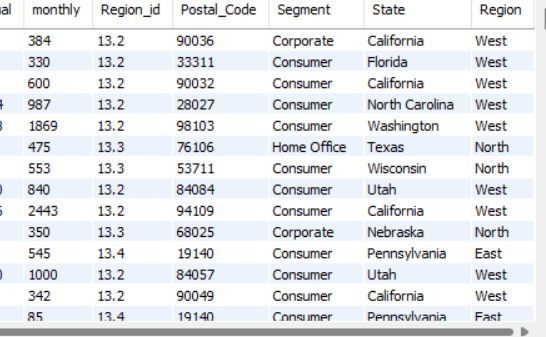 ual monthly Region_id Postal_Code Segment State Region
384 13.2 90036 Corporate California West
330 13.2 33311 Consumer Florida West
600 13.2 90032 Consumer California West
4 987 13.2 28027 Consumer North Carolina West
3 1869 13.2 98103 Consumer Washington West
475 13.3 76106 Home Office Texas North
553 13.3 53711 Consumer Wisconsin North
0 840 13.2 84084 Consumer Utah West
2443 13.2 94109 Consumer California West
350 13.3 68025 Corporate Nebraska North
545 13.4 19140 Consumer Pennsylvania East
0 1000 13.2 84057 Consumer Utah West
342 13.2 90049 Consumer California West
85 13.4 19140 Consumer Pennsylvania East